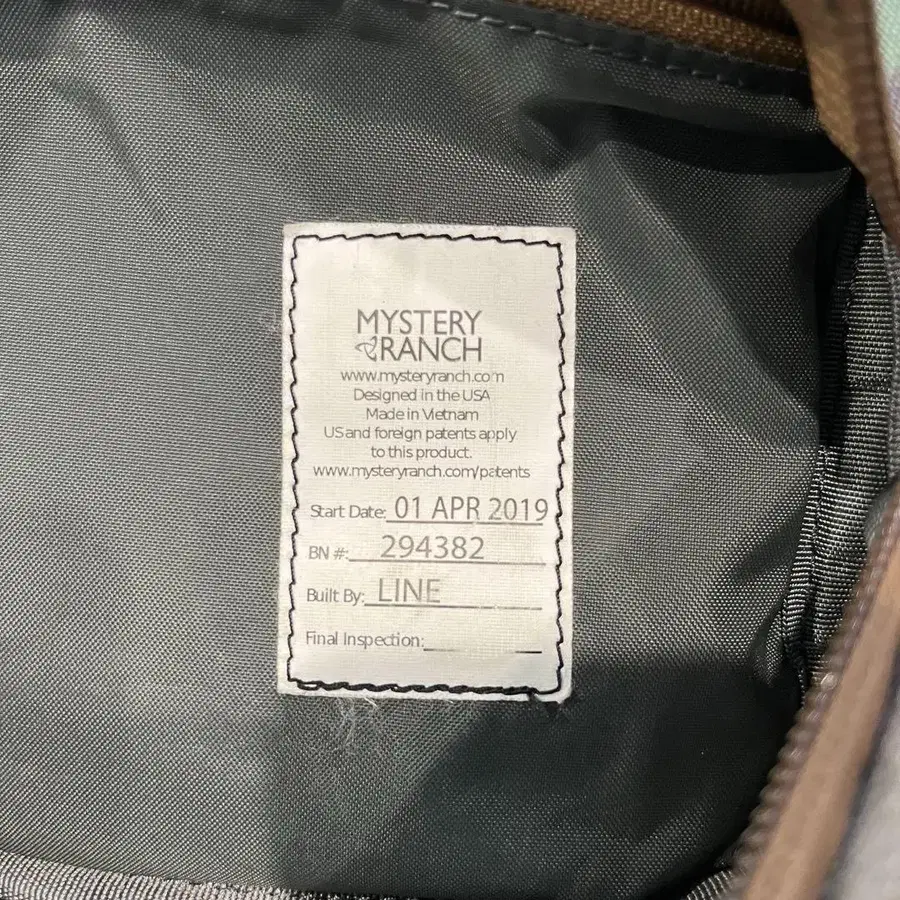 MYSTERY
RANCH
www.mysteryranch.com
Designed in the USA
Made in Vietnam
US and foreign patents apply
to this product.
www.mysteryranch.com/patents
Start Date: 01 APR 2019
BN #: 294382
Built By: LINE
Final Inspection: